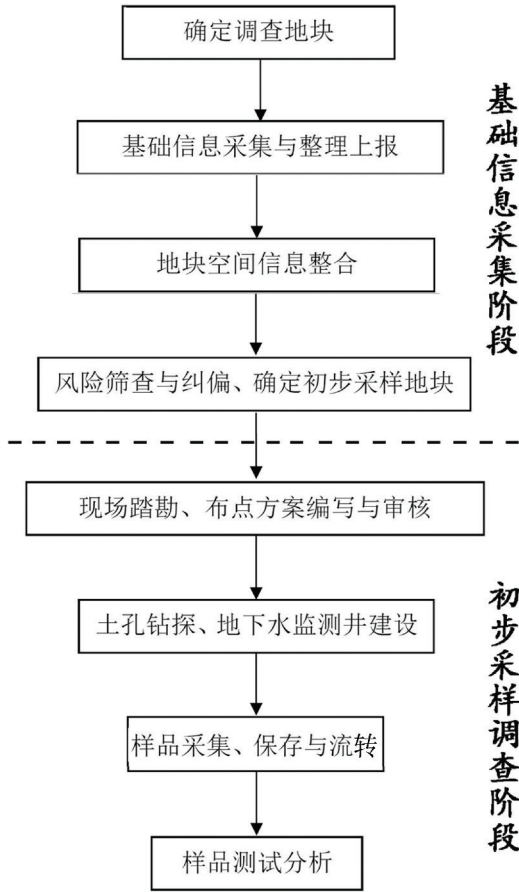 确定调查地块
基础信息采集与整理上报
地块空间信息整合
风险筛查与纠偏、确定初步采样地块
基础信息采集阶段
现场踏勘、布点方案编写与审核
土孔钻探、地下水监测井建设
样品采集、保存与流转
样品测试分析
初步采样调查阶段